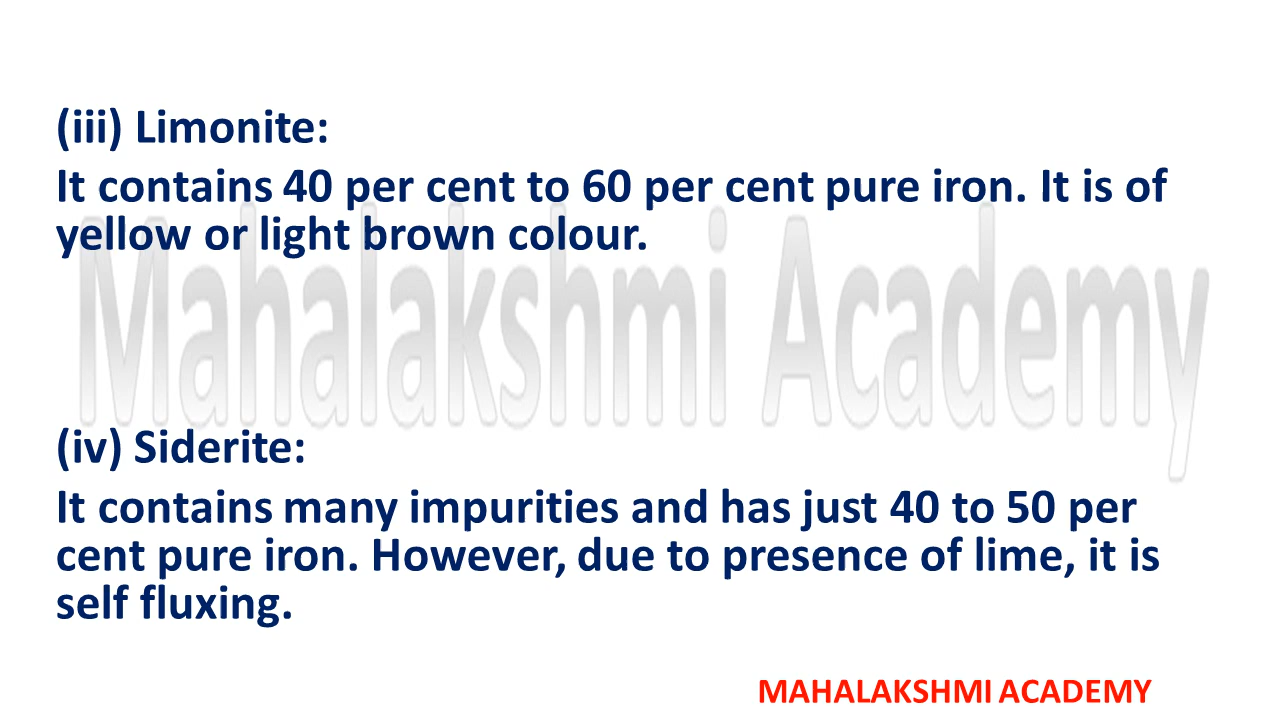 (iii) Limonite:
It contains 40 per cent to 60 per cent pure iron. It is of
yellow or light brown colour.
Mahalakshmi Academy
(iv) Siderite:
It contains many impurities and has just 40 to 50 per
cent pure iron. However, due to presence of lime, it is
self fluxing.
MAHALAKSHMI ACADEMY